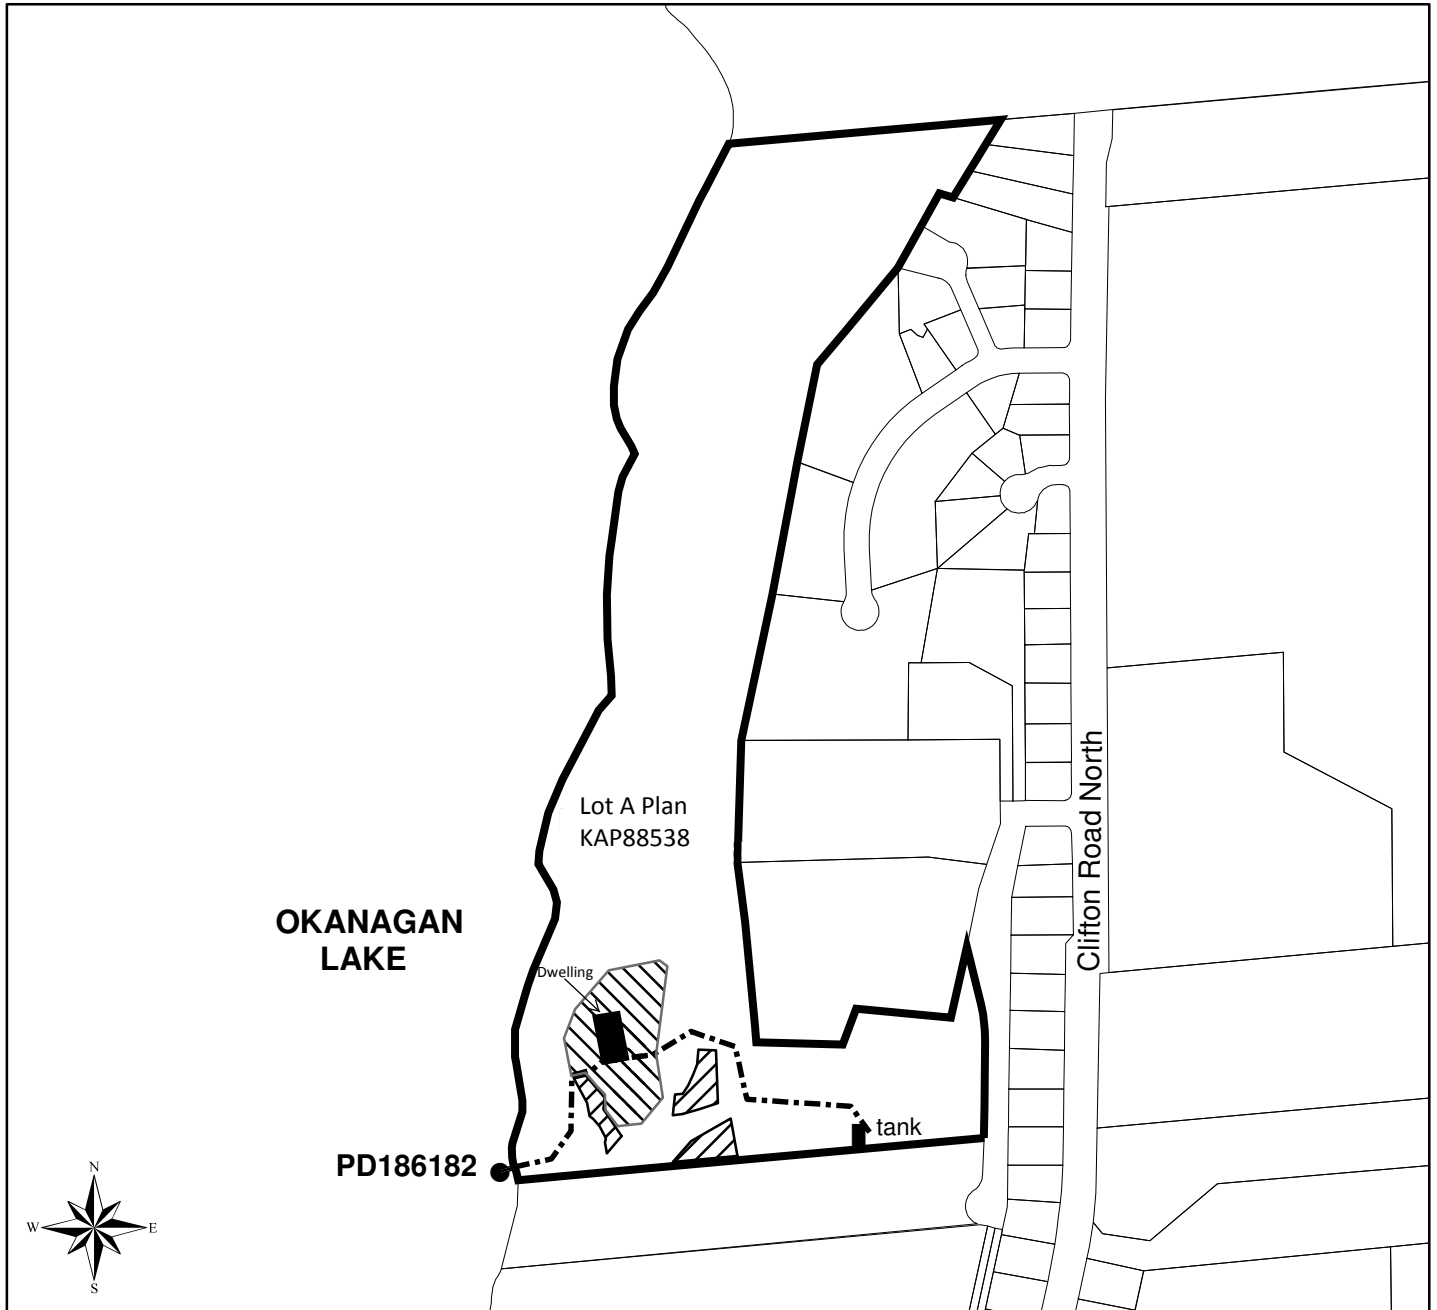 Lot A Plan
KAP88538
Clifton Road North
OKANAGAN
LAKE
Dwelling
tank
PD186182
N
W
E
S